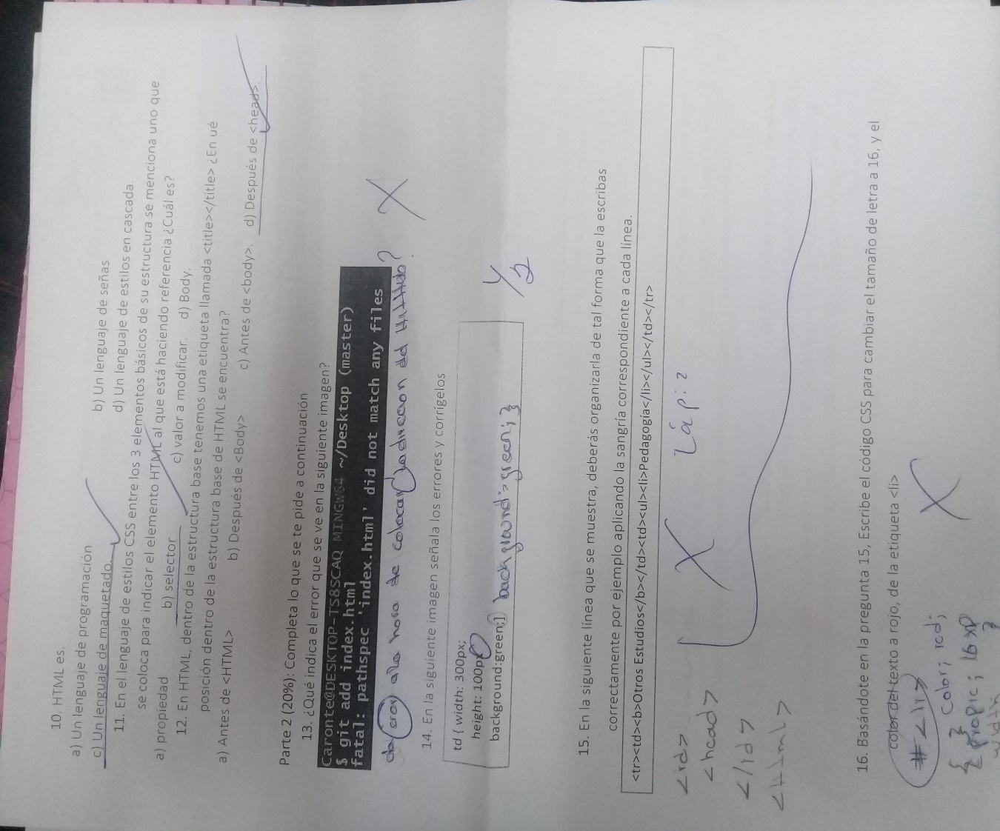 10. HTML es.
a) Un lenguaje de programación b) Un lenguaje de señas
c) Un lenguaje de maquetado d) Un lenguaje de estilos en cascada.
11. En el lenguaje de estilos CSS entre los 3 elementos básicos de su estructura se menciona uno que
se coloca para indicar el elemento HTML al que está haciendo referencia ¿Cuál es?
a) propiedad b) selector c) valor a modificar. d) Body.
12. En HTML, dentro de la estructura base tenemos una etiqueta llamada <title></title> ¿En ué
posición dentro de la estructura base de HTML se encuentra?
a) Antes de <HTML> b) Después de <Body> c) Antes de <body>. d) Después de <head>.
Parte 2 (20%): Completa lo que se te pide a continuación
13. ¿Qué indica el error que se ve en la siguiente imagen?
Caronte@DESKTOP-TS8SCAQ MINGW64 ~/Desktop (master)
$ git add index.html
fatal: pathspec 'index.html' did not match any files
ala hora de colocar la direccion del
14. En la siguiente imagen señala los errores y corrígelos
td { width: 300px;
height: 100px
background:green;] background:green;}
1/2
15. En la siguiente línea que se muestra, deberás organizarla de tal forma que la escribas
correctamente por ejemplo aplicando la sangría correspondiente a cada línea.
<tr><td><b>Otros Estudios</b></td><td><ul><li>Pedagogía</li></ul></td></tr>
<td>
<head> X Lápiz
</td>
<html>
16. Basándote en la pregunta 15, Escribe el código CSS para cambiar el tamaño de letra a 16, y el
color del texto a rojo, de la etiqueta <li>
#<li>
{ } color; red;
{ propic; 16 xp